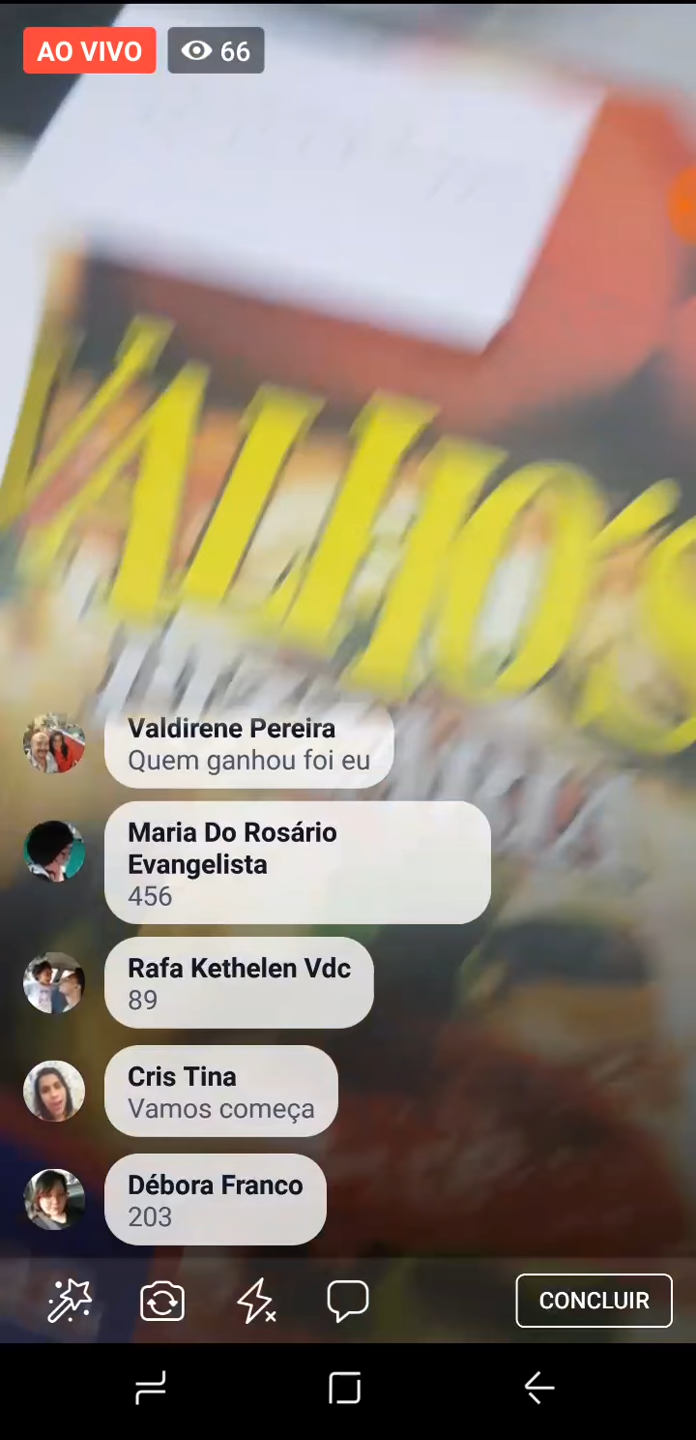 AO VIVO
66
Valdirene Pereira
Quem ganhou foi eu
Maria Do Rosário
Evangelista
456
Rafa Kethelen Vdc
89
Cris Tina
Vamos começa
Débora Franco
203
CONCLUIR